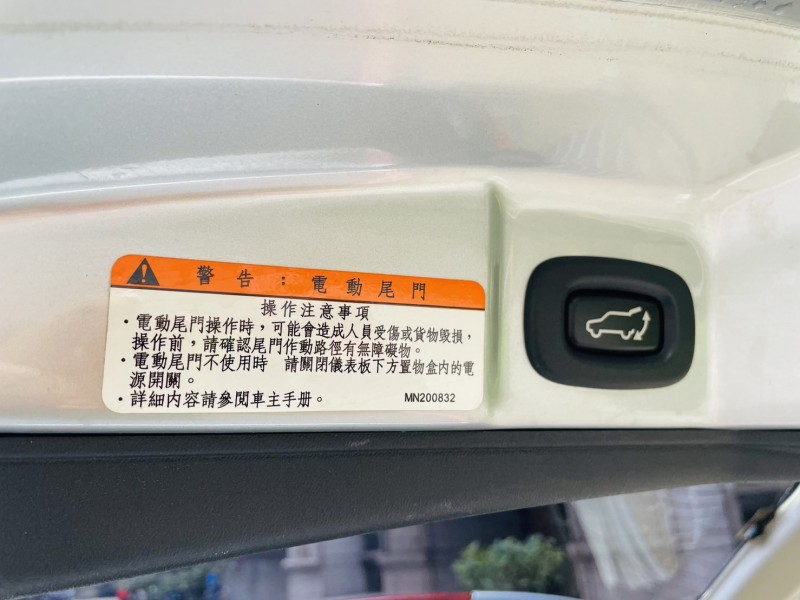 警告：電動尾門
操作注意事項
・電動尾門操作時，可能會造成人員受傷或貨物毀損，
操作前，請確認尾門作動路徑有無障礙物。
・電動尾門不使用時 請關閉儀表板下方置物盒內的電
源開關。
・詳細內容請參閱車主手册。
MN200832